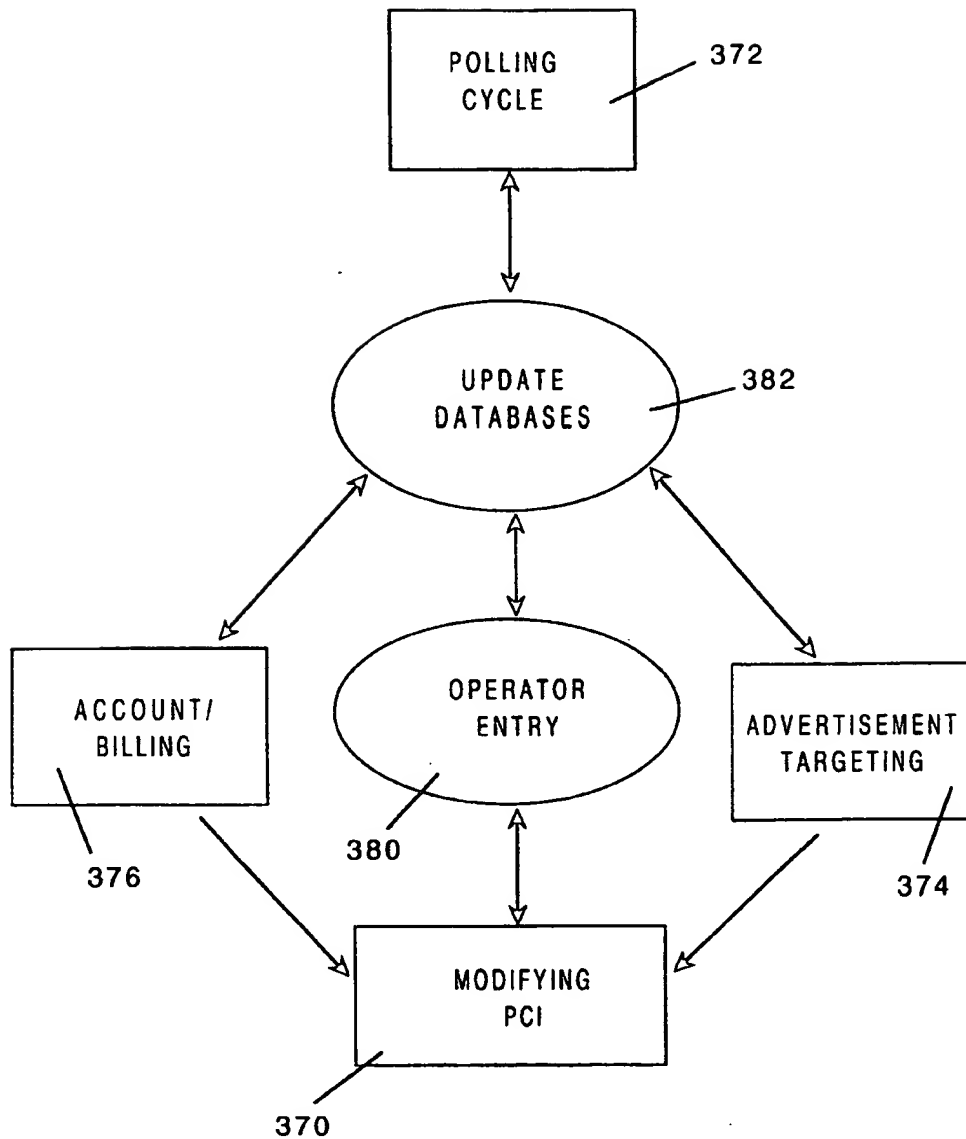 POLLING
CYCLE
372
UPDATE
DATABASES
382
ACCOUNT/
BILLING
376
OPERATOR
ENTRY
380
ADVERTISEMENT
TARGETING
374
MODIFYING
PCI
370